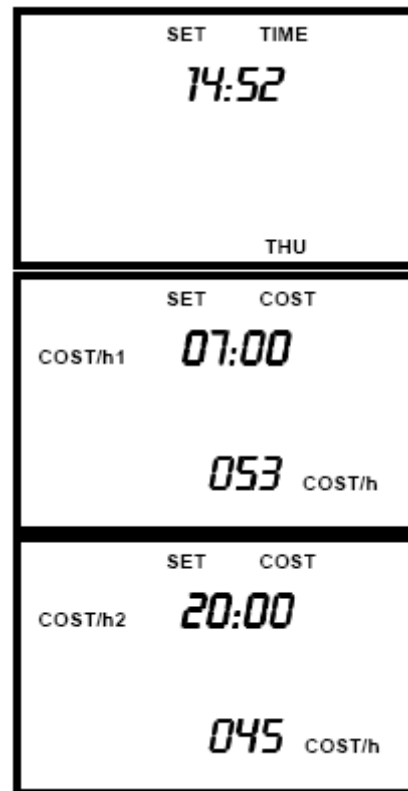 SET TIME
14:52
THU
SET COST
COST/h1 07:00
053 COST/h
SET COST
COST/h2 20:00
045 COST/h